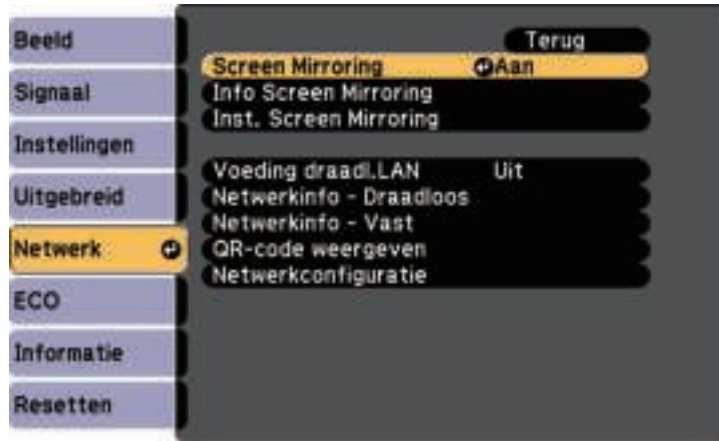 Beeld
Signaal
Instellingen
Uitgebreid
Netwerk
ECO
Informatie
Resetten
Terug
Screen Mirroring Aan
Info Screen Mirroring
Inst. Screen Mirroring
Voeding draadl.LAN Uit
Netwerkinfo - Draadloos
Netwerkinfo - Vast
QR-code weergeven
Netwerkconfiguratie